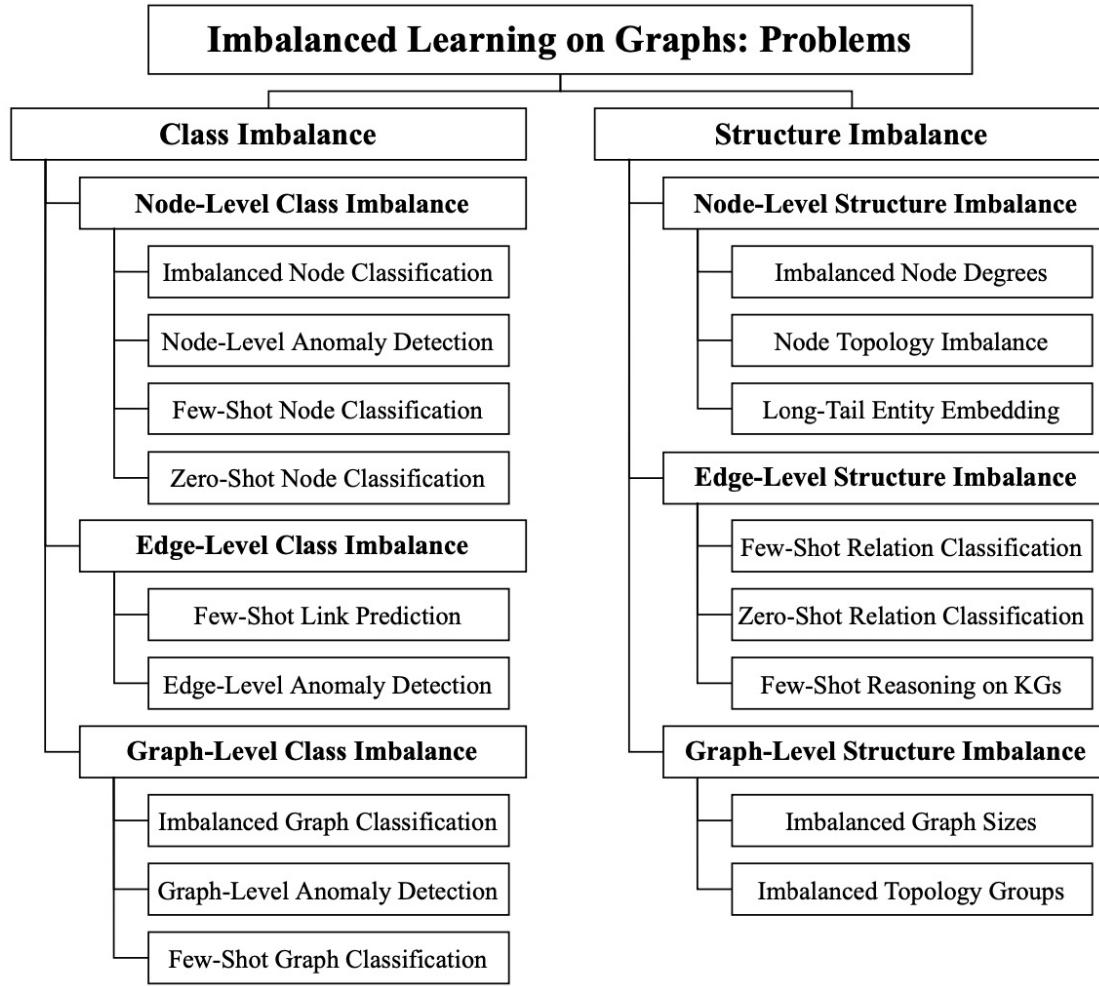 Imbalanced Learning on Graphs: Problems
Class Imbalance
Node-Level Class Imbalance
Imbalanced Node Classification
Node-Level Anomaly Detection
Few-Shot Node Classification
Zero-Shot Node Classification
Edge-Level Class Imbalance
Few-Shot Link Prediction
Edge-Level Anomaly Detection
Graph-Level Class Imbalance
Imbalanced Graph Classification
Graph-Level Anomaly Detection
Few-Shot Graph Classification
Structure Imbalance
Node-Level Structure Imbalance
Imbalanced Node Degrees
Node Topology Imbalance
Long-Tail Entity Embedding
Edge-Level Structure Imbalance
Few-Shot Relation Classification
Zero-Shot Relation Classification
Few-Shot Reasoning on KGs
Graph-Level Structure Imbalance
Imbalanced Graph Sizes
Imbalanced Topology Groups